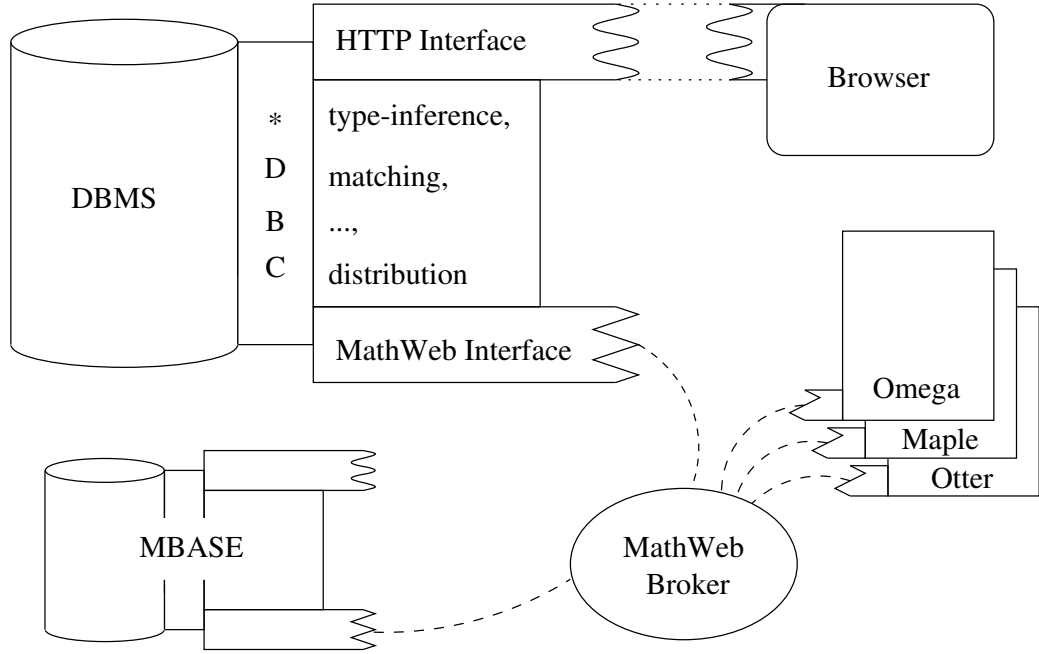 HTTP Interface
Browser
DBMS
*
D
B
C
type-inference,
matching,
...,
distribution
MathWeb Interface
Omega
Maple
Otter
MBASE
MathWeb
Broker